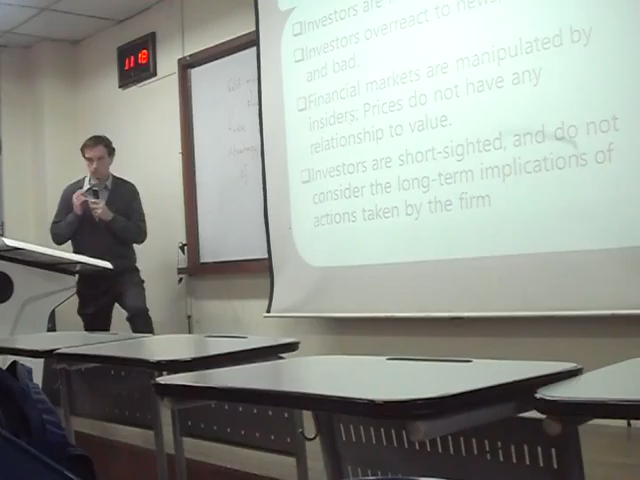 11:18
❑Investors are
❑Investors overreact to news,
and bad.
❑Financial markets are manipulated by
insiders; Prices do not have any
relationship to value.
❑Investors are short-sighted, and do not
consider the long-term implications of
actions taken by the firm